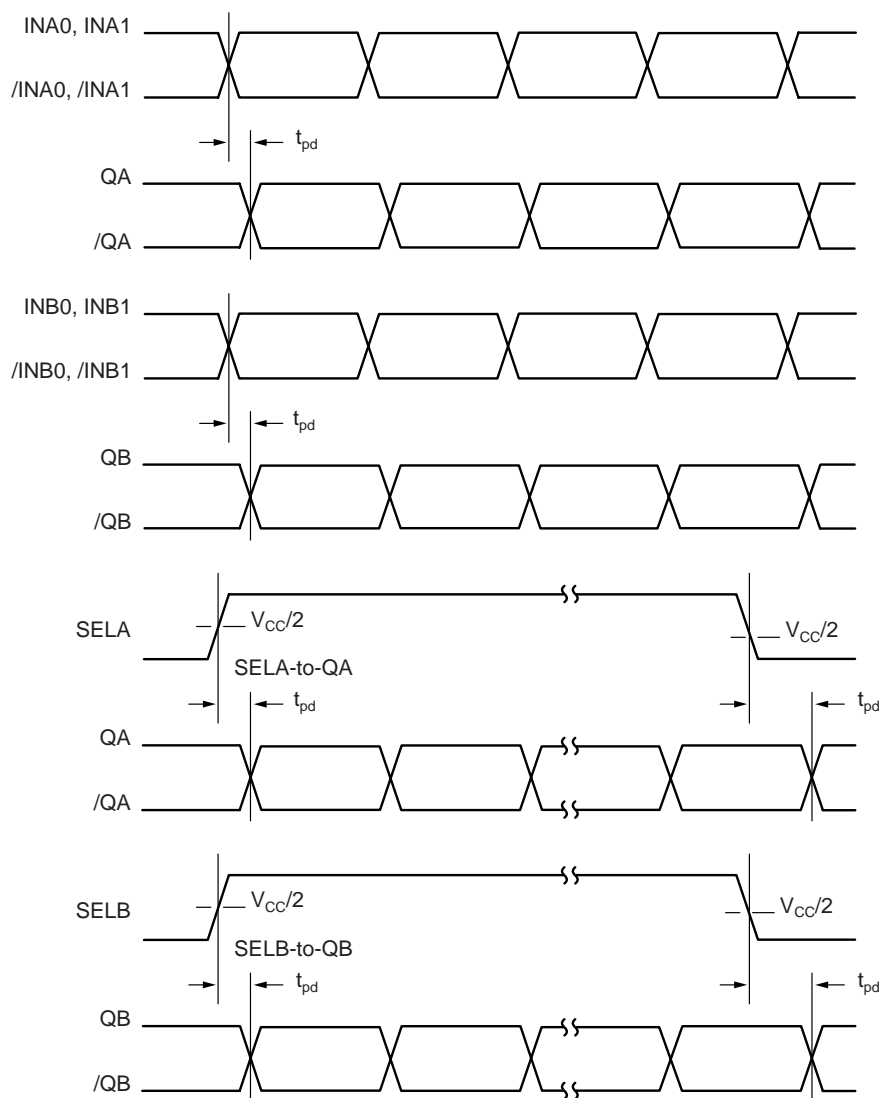 INA0, INA1
/INA0, /INA1
tpd
QA
/QA
INB0, INB1
/INB0, /INB1
tpd
QB
/QB
SELA
VCC/2
VCC/2
SELA-to-QA
tpd
tpd
QA
/QA
SELB
VCC/2
VCC/2
SELB-to-QB
tpd
tpd
QB
/QB